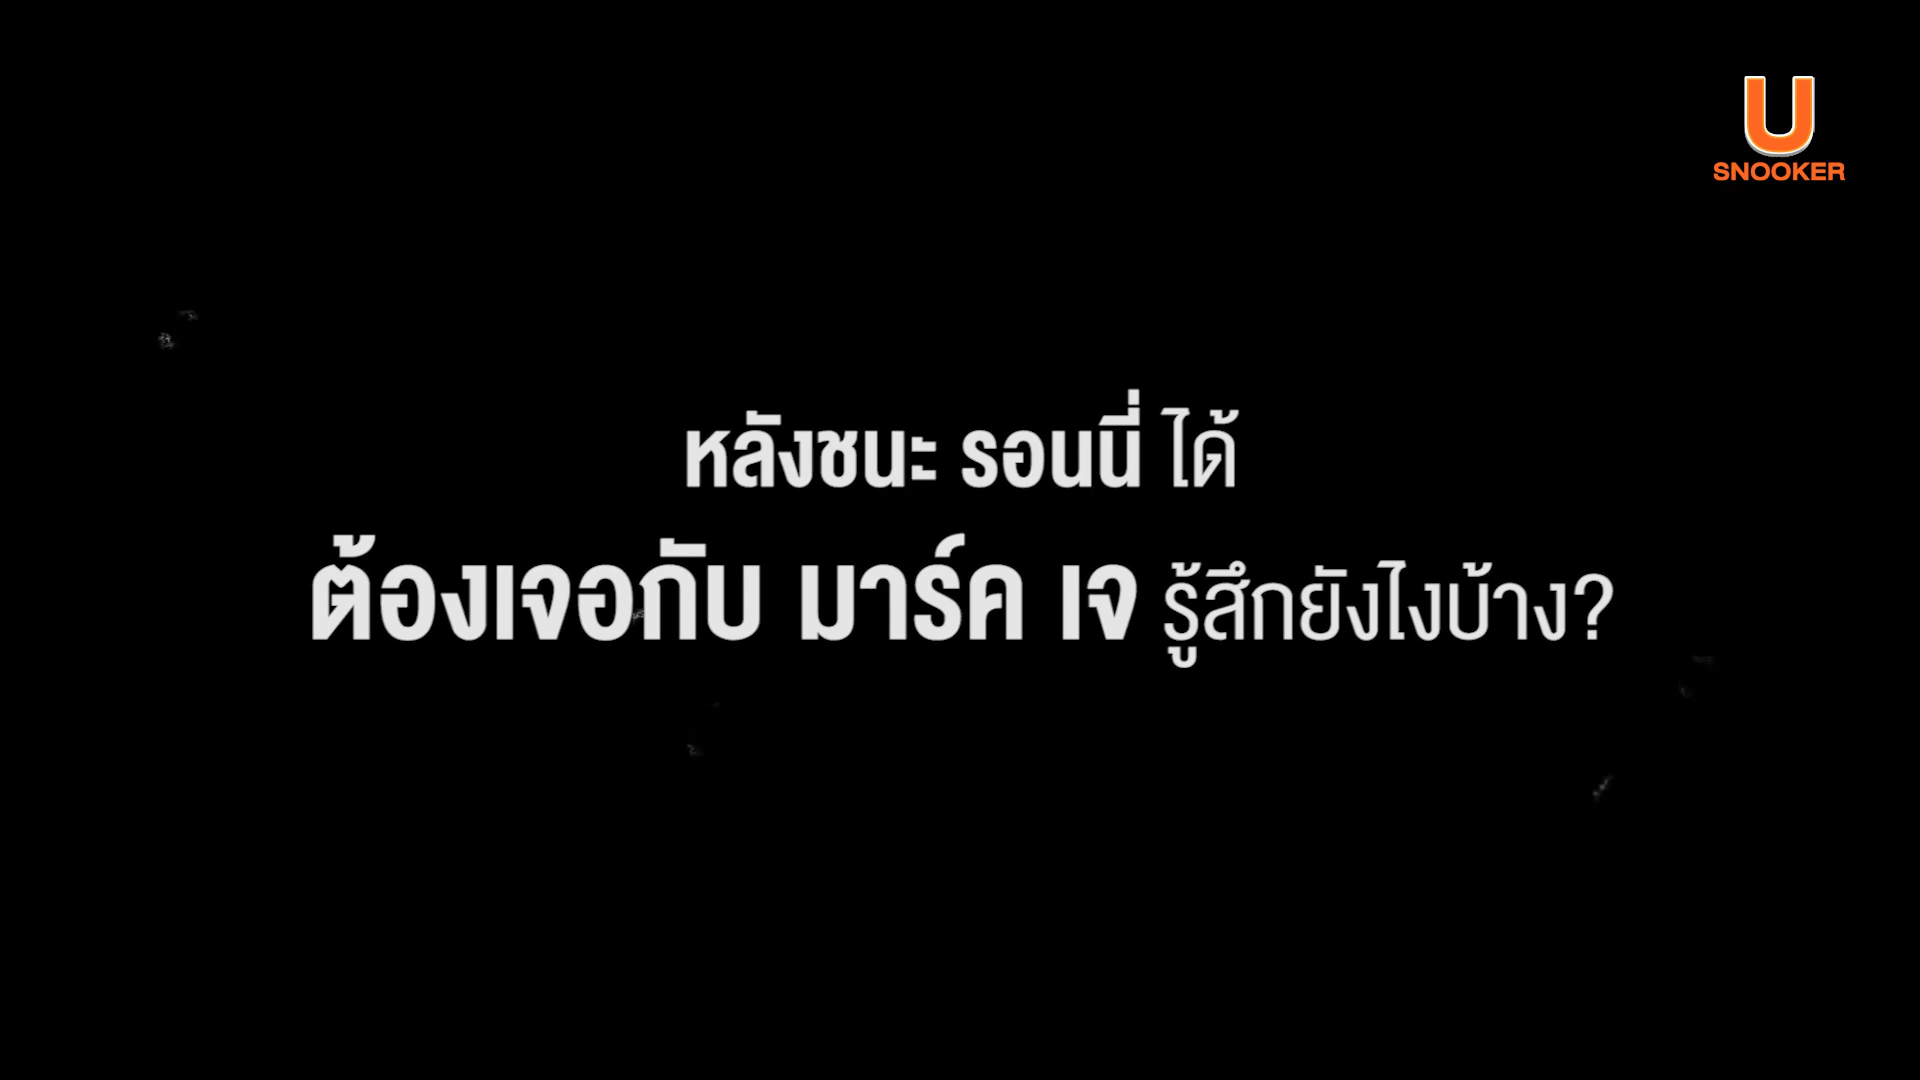 U
SNOOKER
หลังชนะ รอนนี่ ได้
ต้องเจอกับ มาร์ค เจ รู้สึกยังไงบ้าง?